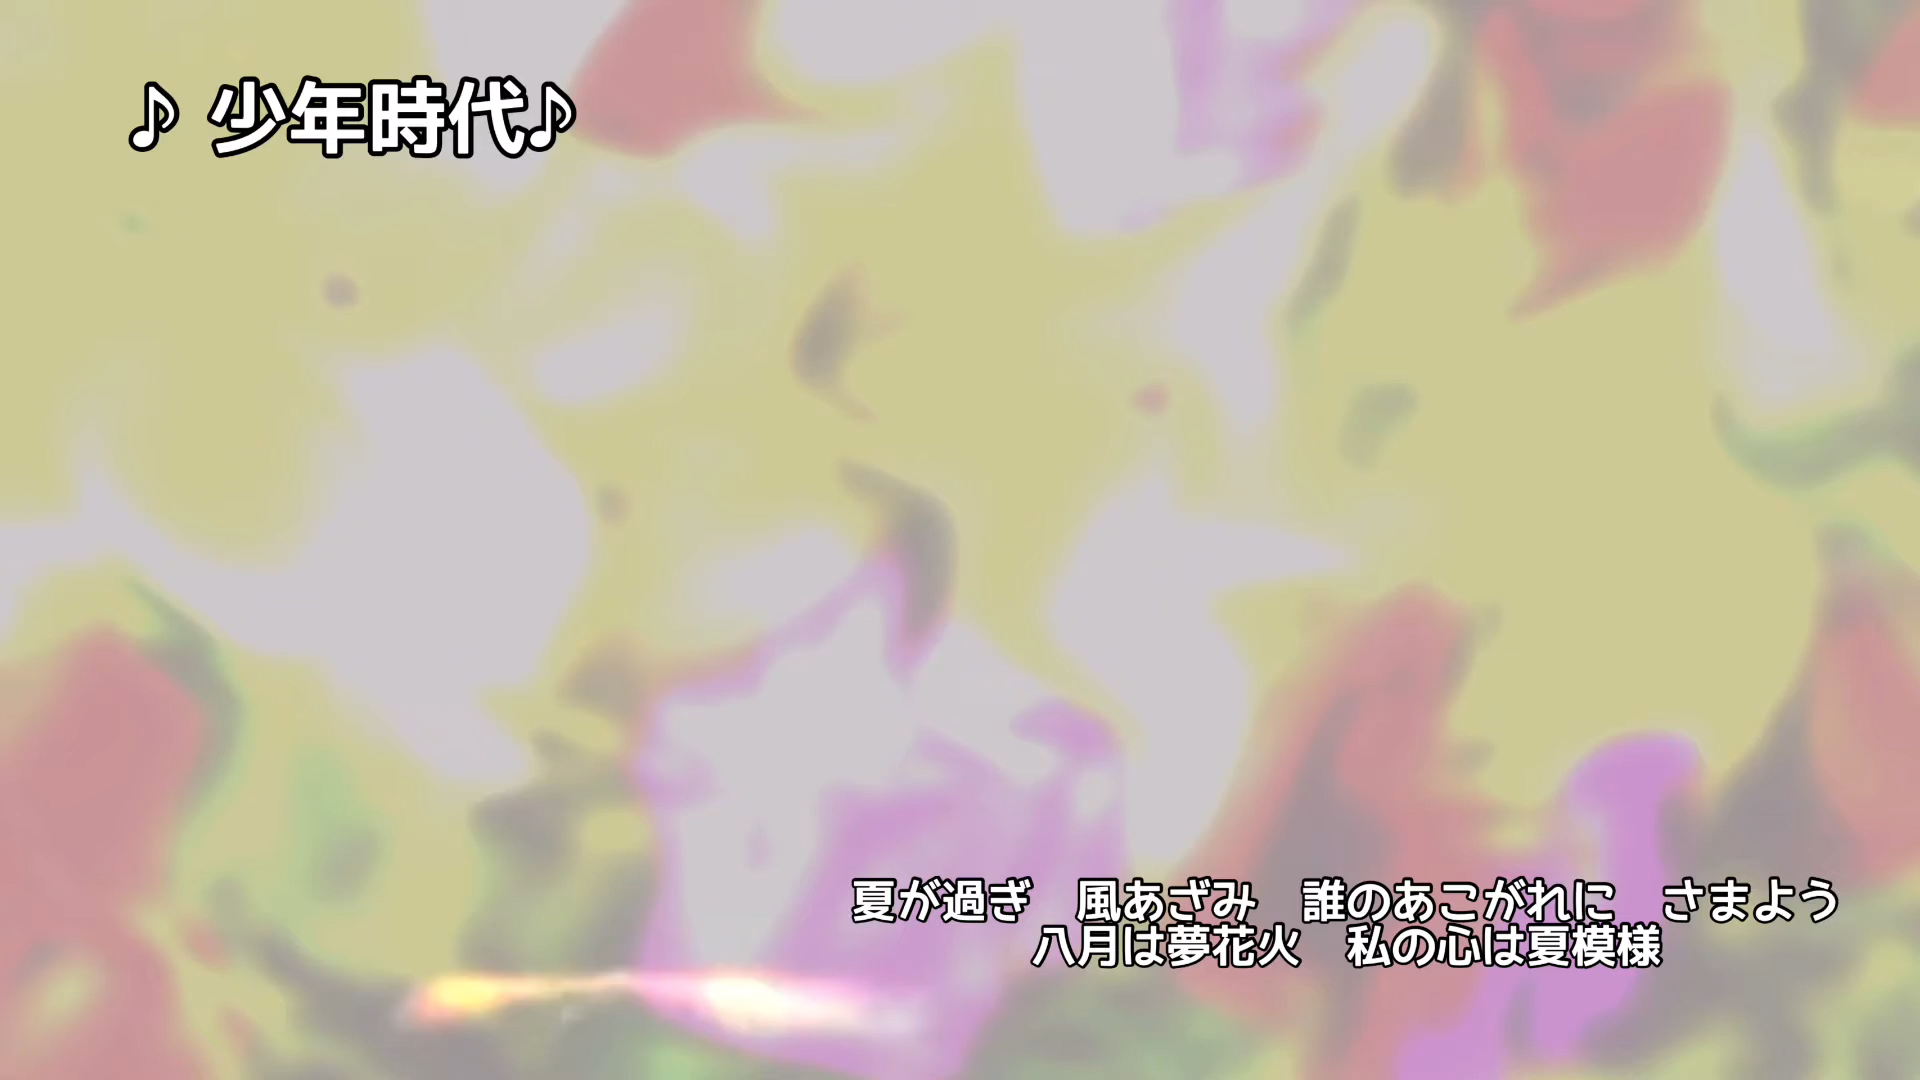 ♪ 少年時代♪
夏が過ぎ　風あざみ　誰のあこがれに　さまよう
八月は夢花火　私の心は夏模様